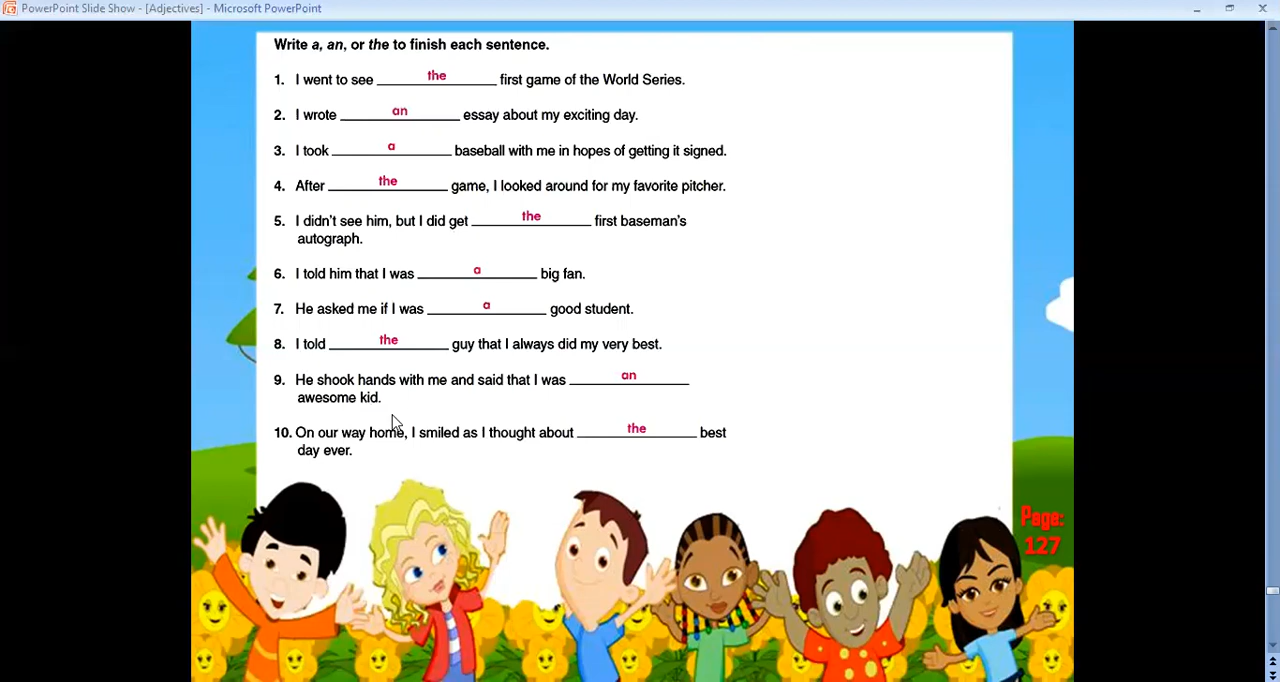 PowerPoint Slide Show - [Adjectives] - Microsoft PowerPoint
Write a, an, or the to finish each sentence.
1. I went to see the first game of the World Series.
2. I wrote an essay about my exciting day.
3. I took a baseball with me in hopes of getting it signed.
4. After the game, I looked around for my favorite pitcher.
5. I didn't see him, but I did get the first baseman's
autograph.
6. I told him that I was a big fan.
7. He asked me if I was a good student.
8. I told the guy that I always did my very best.
9. He shook hands with me and said that I was an
awesome kid.
10. On our way home, I smiled as I thought about the best
day ever.
Page:
127